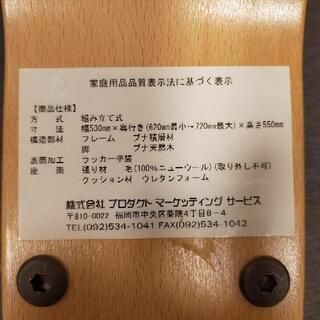 家庭用品品質表示法に基づく表示
【商品仕様】
方 式 組み立て式
寸 法 幅530mm×奥行き(620mm最小~720mm最大)×高さ550mm
構造部材 フレーム ブナ積層材
脚 ブナ天然木
表面加工 ラッカー塗装
座 面 張り材 毛(100%ニューウール)(取り外し不可)
クッション材 ウレタンフォーム
株式会社 プロダクト マーケッティング サービス
〒810-0022 福岡市中央区薬院4丁目8-4
TEL(092)534-1041 FAX(092)534-1042